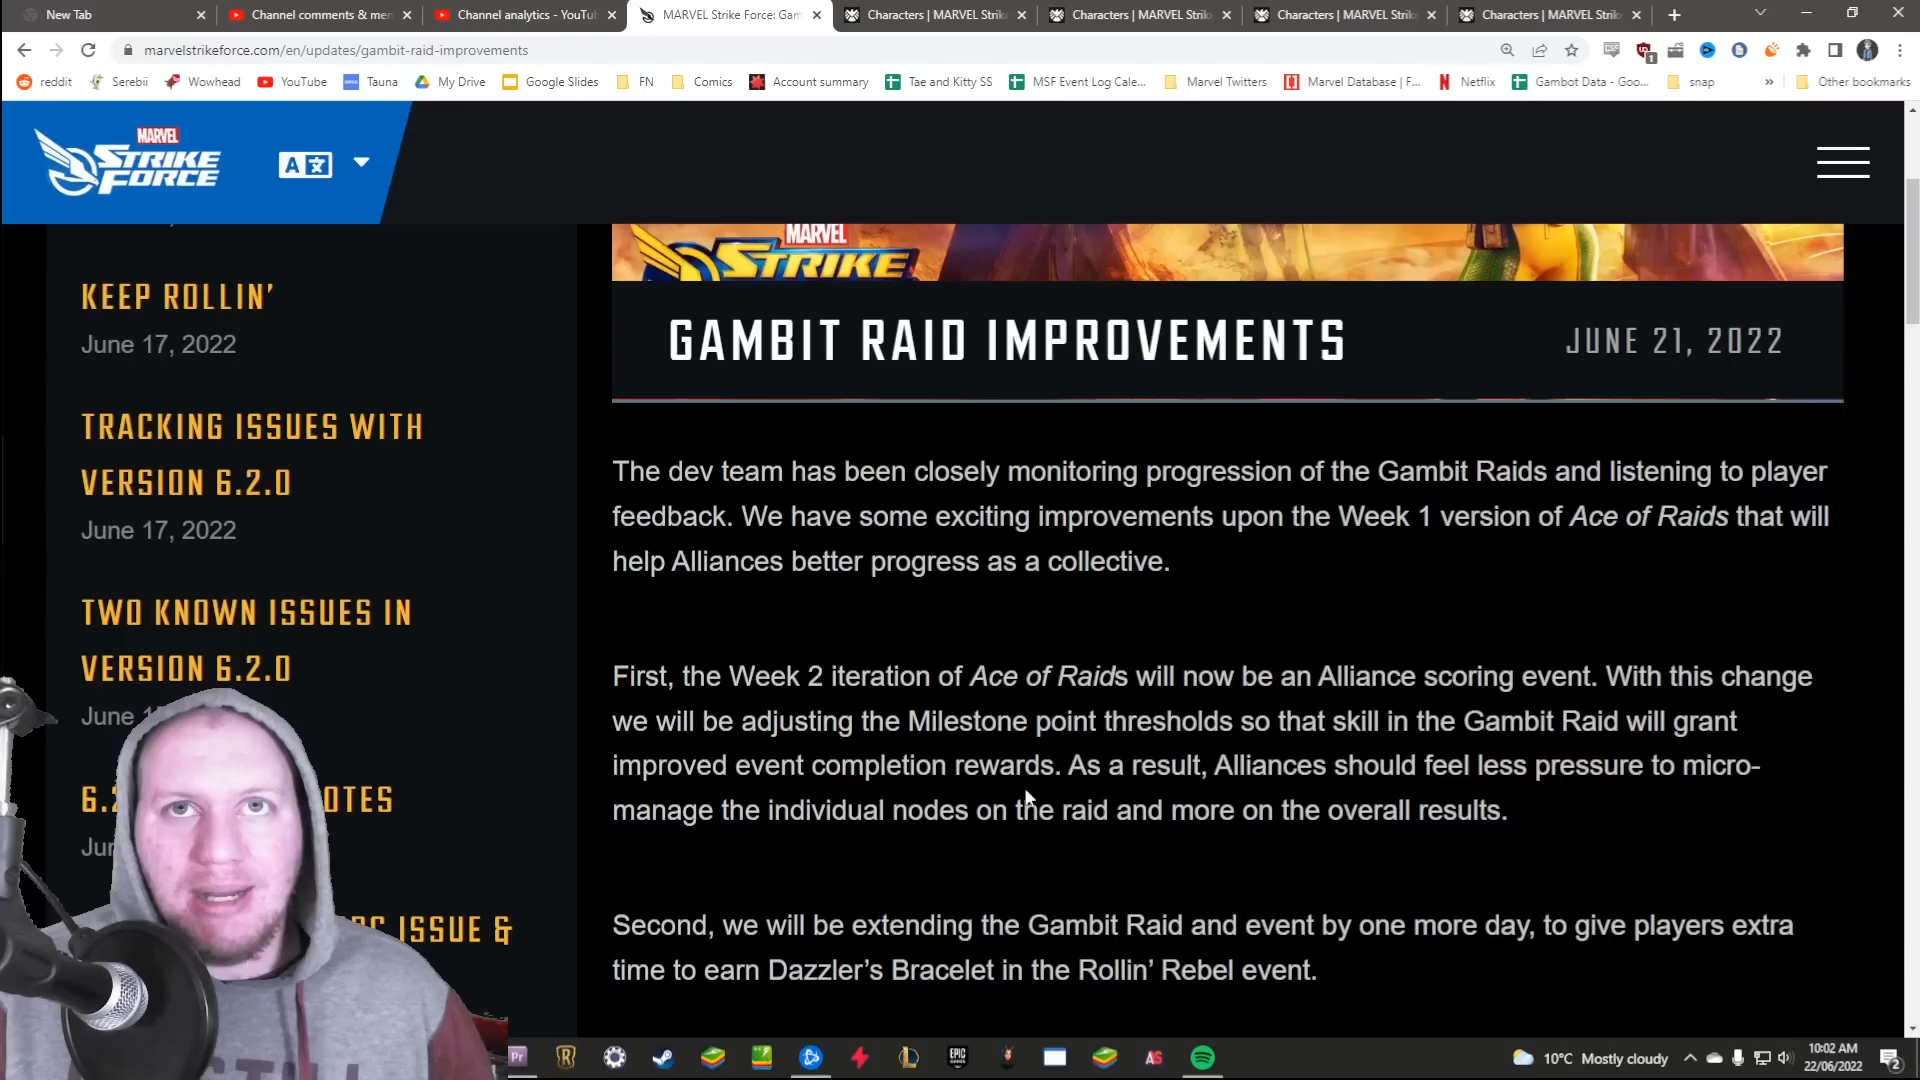 New Tab
Channel comments & men
Channel analytics - YouTu
MARVEL Strike Force: Gam
Characters | MARVEL Strik
Characters | MARVEL Strik
Characters | MARVEL Strik
Characters | MARVEL Strik
marvelstrikeforce.com/en/updates/gambit-raid-improvements
reddit
Serebii
Wowhead
YouTube
Tauna
My Drive
Google Slides
FN
Comics
Account summary
Tae and Kitty SS
MSF Event Log Cale...
Marvel Twitters
Marvel Database | F...
Netflix
Gambot Data - Goo...
snap
Other bookmarks
MARVEL
STRIKE
FORCE
A文
KEEP ROLLIN'
June 17, 2022
TRACKING ISSUES WITH
VERSION 6.2.0
June 17, 2022
TWO KNOWN ISSUES IN
VERSION 6.2.0
June 1
6.2
OTES
Jun
ISSUE &
MARVEL
STRIKE
GAMBIT RAID IMPROVEMENTS
JUNE 21, 2022
The dev team has been closely monitoring progression of the Gambit Raids and listening to player
feedback. We have some exciting improvements upon the Week 1 version of Ace of Raids that will
help Alliances better progress as a collective.
First, the Week 2 iteration of Ace of Raids will now be an Alliance scoring event. With this change
we will be adjusting the Milestone point thresholds so that skill in the Gambit Raid will grant
improved event completion rewards. As a result, Alliances should feel less pressure to micro-
manage the individual nodes on the raid and more on the overall results.
Second, we will be extending the Gambit Raid and event by one more day, to give players extra
time to earn Dazzler's Bracelet in the Rollin' Rebel event.
Pr
R
EPIC
AS
10°C Mostly cloudy
10:02 AM
22/06/2022
2